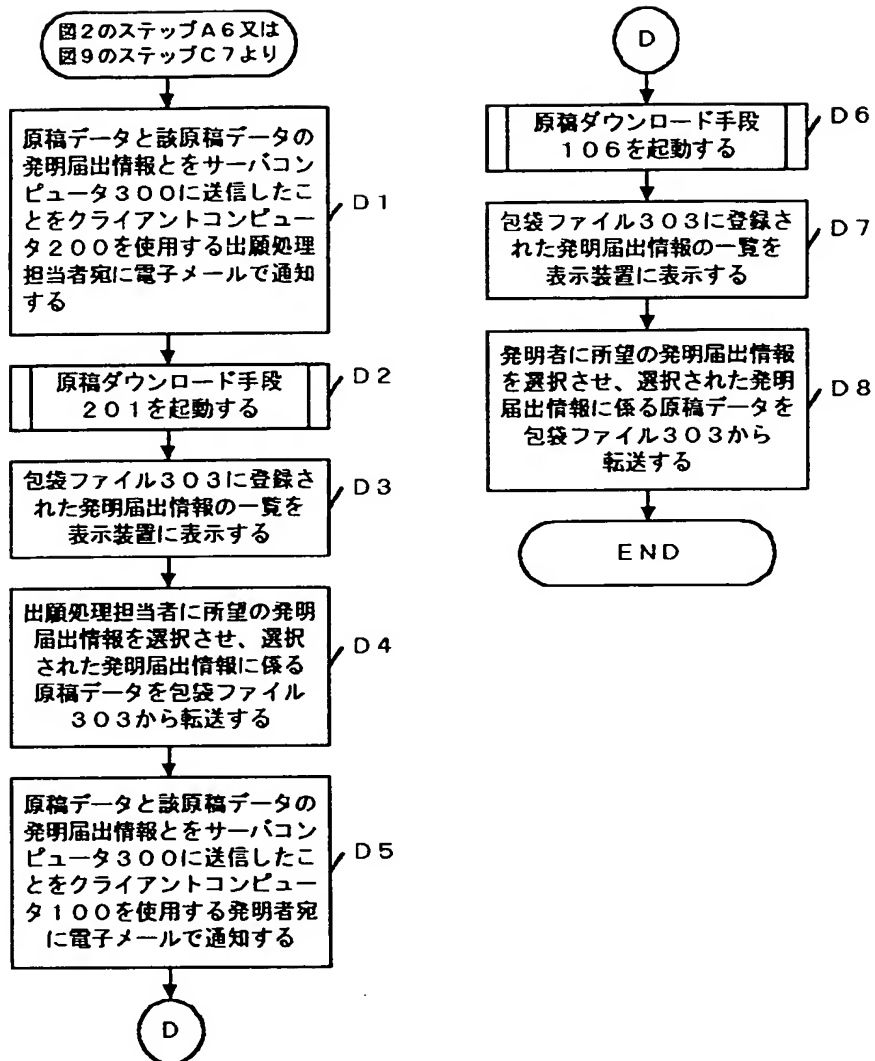 図2のステップA6又は
図9のステップC7より
原稿データと該原稿データの
発明届出情報とをサーバコン
ピュータ300に送信したこ
とをクライアントコンピュー
タ200を使用する出願処理
担当者宛に電子メールで通知
する
D1
原稿ダウンロード手段
201を起動する
D2
包袋ファイル303に登録さ
れた発明届出情報の一覧を
表示装置に表示する
D3
出願処理担当者に所望の発明
届出情報を選択させ、選択
された発明届出情報に係る
原稿データを包袋ファイル
303から転送する
D4
原稿データと該原稿データの
発明届出情報とをサーバコン
ピュータ300に送信したこ
とをクライアントコンピュー
タ100を使用する発明者宛
に電子メールで通知する
D5
D
D
原稿ダウンロード手段
106を起動する
D6
包袋ファイル303に登録さ
れた発明届出情報の一覧を
表示装置に表示する
D7
発明者に所望の発明届出情報
を選択させ、選択された発明
届出情報に係る原稿データを
包袋ファイル303から
転送する
D8
END